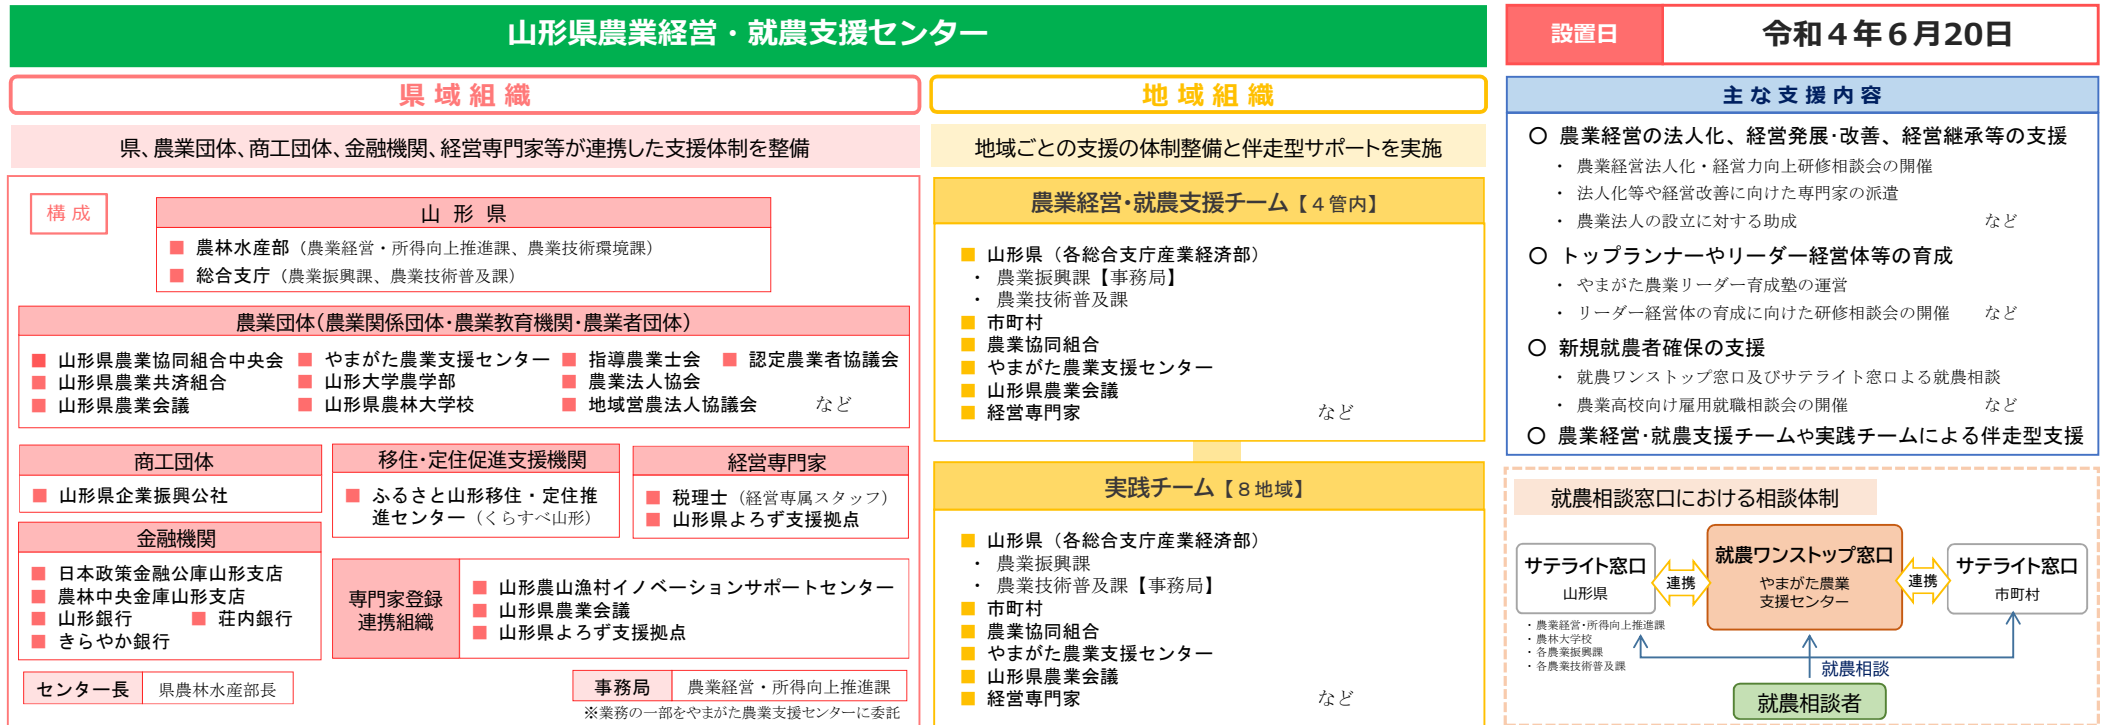 山形県農業経営・就農支援センター
設置日
令和４年６月20日
県域組織
県、農業団体、商工団体、金融機関、経営専門家等が連携した支援体制を整備
構成
山形県
■ 農林水産部（農業経営・所得向上推進課、農業技術環境課）
■ 総合支庁（農業振興課、農業技術普及課）
農業団体（農業関係団体・農業教育機関・農業者団体）
■ 山形県農業協同組合中央会 ■ やまがた農業支援センター ■ 指導農業士会 ■ 認定農業者協議会
■ 山形県農業共済組合 ■ 山形大学農学部 ■ 農業法人協会
■ 山形県農業会議 ■ 山形県農林大学校 ■ 地域営農法人協議会 など
商工団体
■ 山形県企業振興公社
移住・定住促進支援機関
■ ふるさと山形移住・定住推
進センター（くらすべ山形）
経営専門家
■ 税理士（経営専属スタッフ）
■ 山形県よろず支援拠点
金融機関
■ 日本政策金融公庫山形支店
■ 農林中央金庫山形支店
■ 山形銀行 ■ 荘内銀行
■ きらやか銀行
専門家登録
連携組織
■ 山形農山漁村イノベーションサポートセンター
■ 山形県農業会議
■ 山形県よろず支援拠点
センター長 県農林水産部長
事務局 農業経営・所得向上推進課
※業務の一部をやまがた農業支援センターに委託
地域組織
地域ごとの支援の体制整備と伴走型サポートを実施
農業経営・就農支援チーム【４管内】
■ 山形県（各総合支庁産業経済部）
・ 農業振興課【事務局】
・ 農業技術普及課
■ 市町村
■ 農業協同組合
■ やまがた農業支援センター
■ 山形県農業会議
■ 経営専門家 など
実践チーム【８地域】
■ 山形県（各総合支庁産業経済部）
・ 農業振興課
・ 農業技術普及課【事務局】
■ 市町村
■ 農業協同組合
■ やまがた農業支援センター
■ 山形県農業会議
■ 経営専門家 など
主な支援内容
〇 農業経営の法人化、経営発展・改善、経営継承等の支援
・ 農業経営法人化・経営力向上研修相談会の開催
・ 法人化等や経営改善に向けた専門家の派遣
・ 農業法人の設立に対する助成 など
〇 トップランナーやリーダー経営体等の育成
・ やまがた農業リーダー育成塾の運営
・ リーダー経営体の育成に向けた研修相談会の開催 など
〇 新規就農者確保の支援
・ 就農ワンストップ窓口及びサテライト窓口よる就農相談
・ 農業高校向け雇用就職相談会の開催 など
〇 農業経営・就農支援チームや実践チームによる伴走型支援
就農相談窓口における相談体制
サテライト窓口
山形県
連携
就農ワンストップ窓口
やまがた農業
支援センター
連携
サテライト窓口
市町村
・農業経営・所得向上推進課
・農林大学校
・各農業振興課
・各農業技術普及課
就農相談
就農相談者